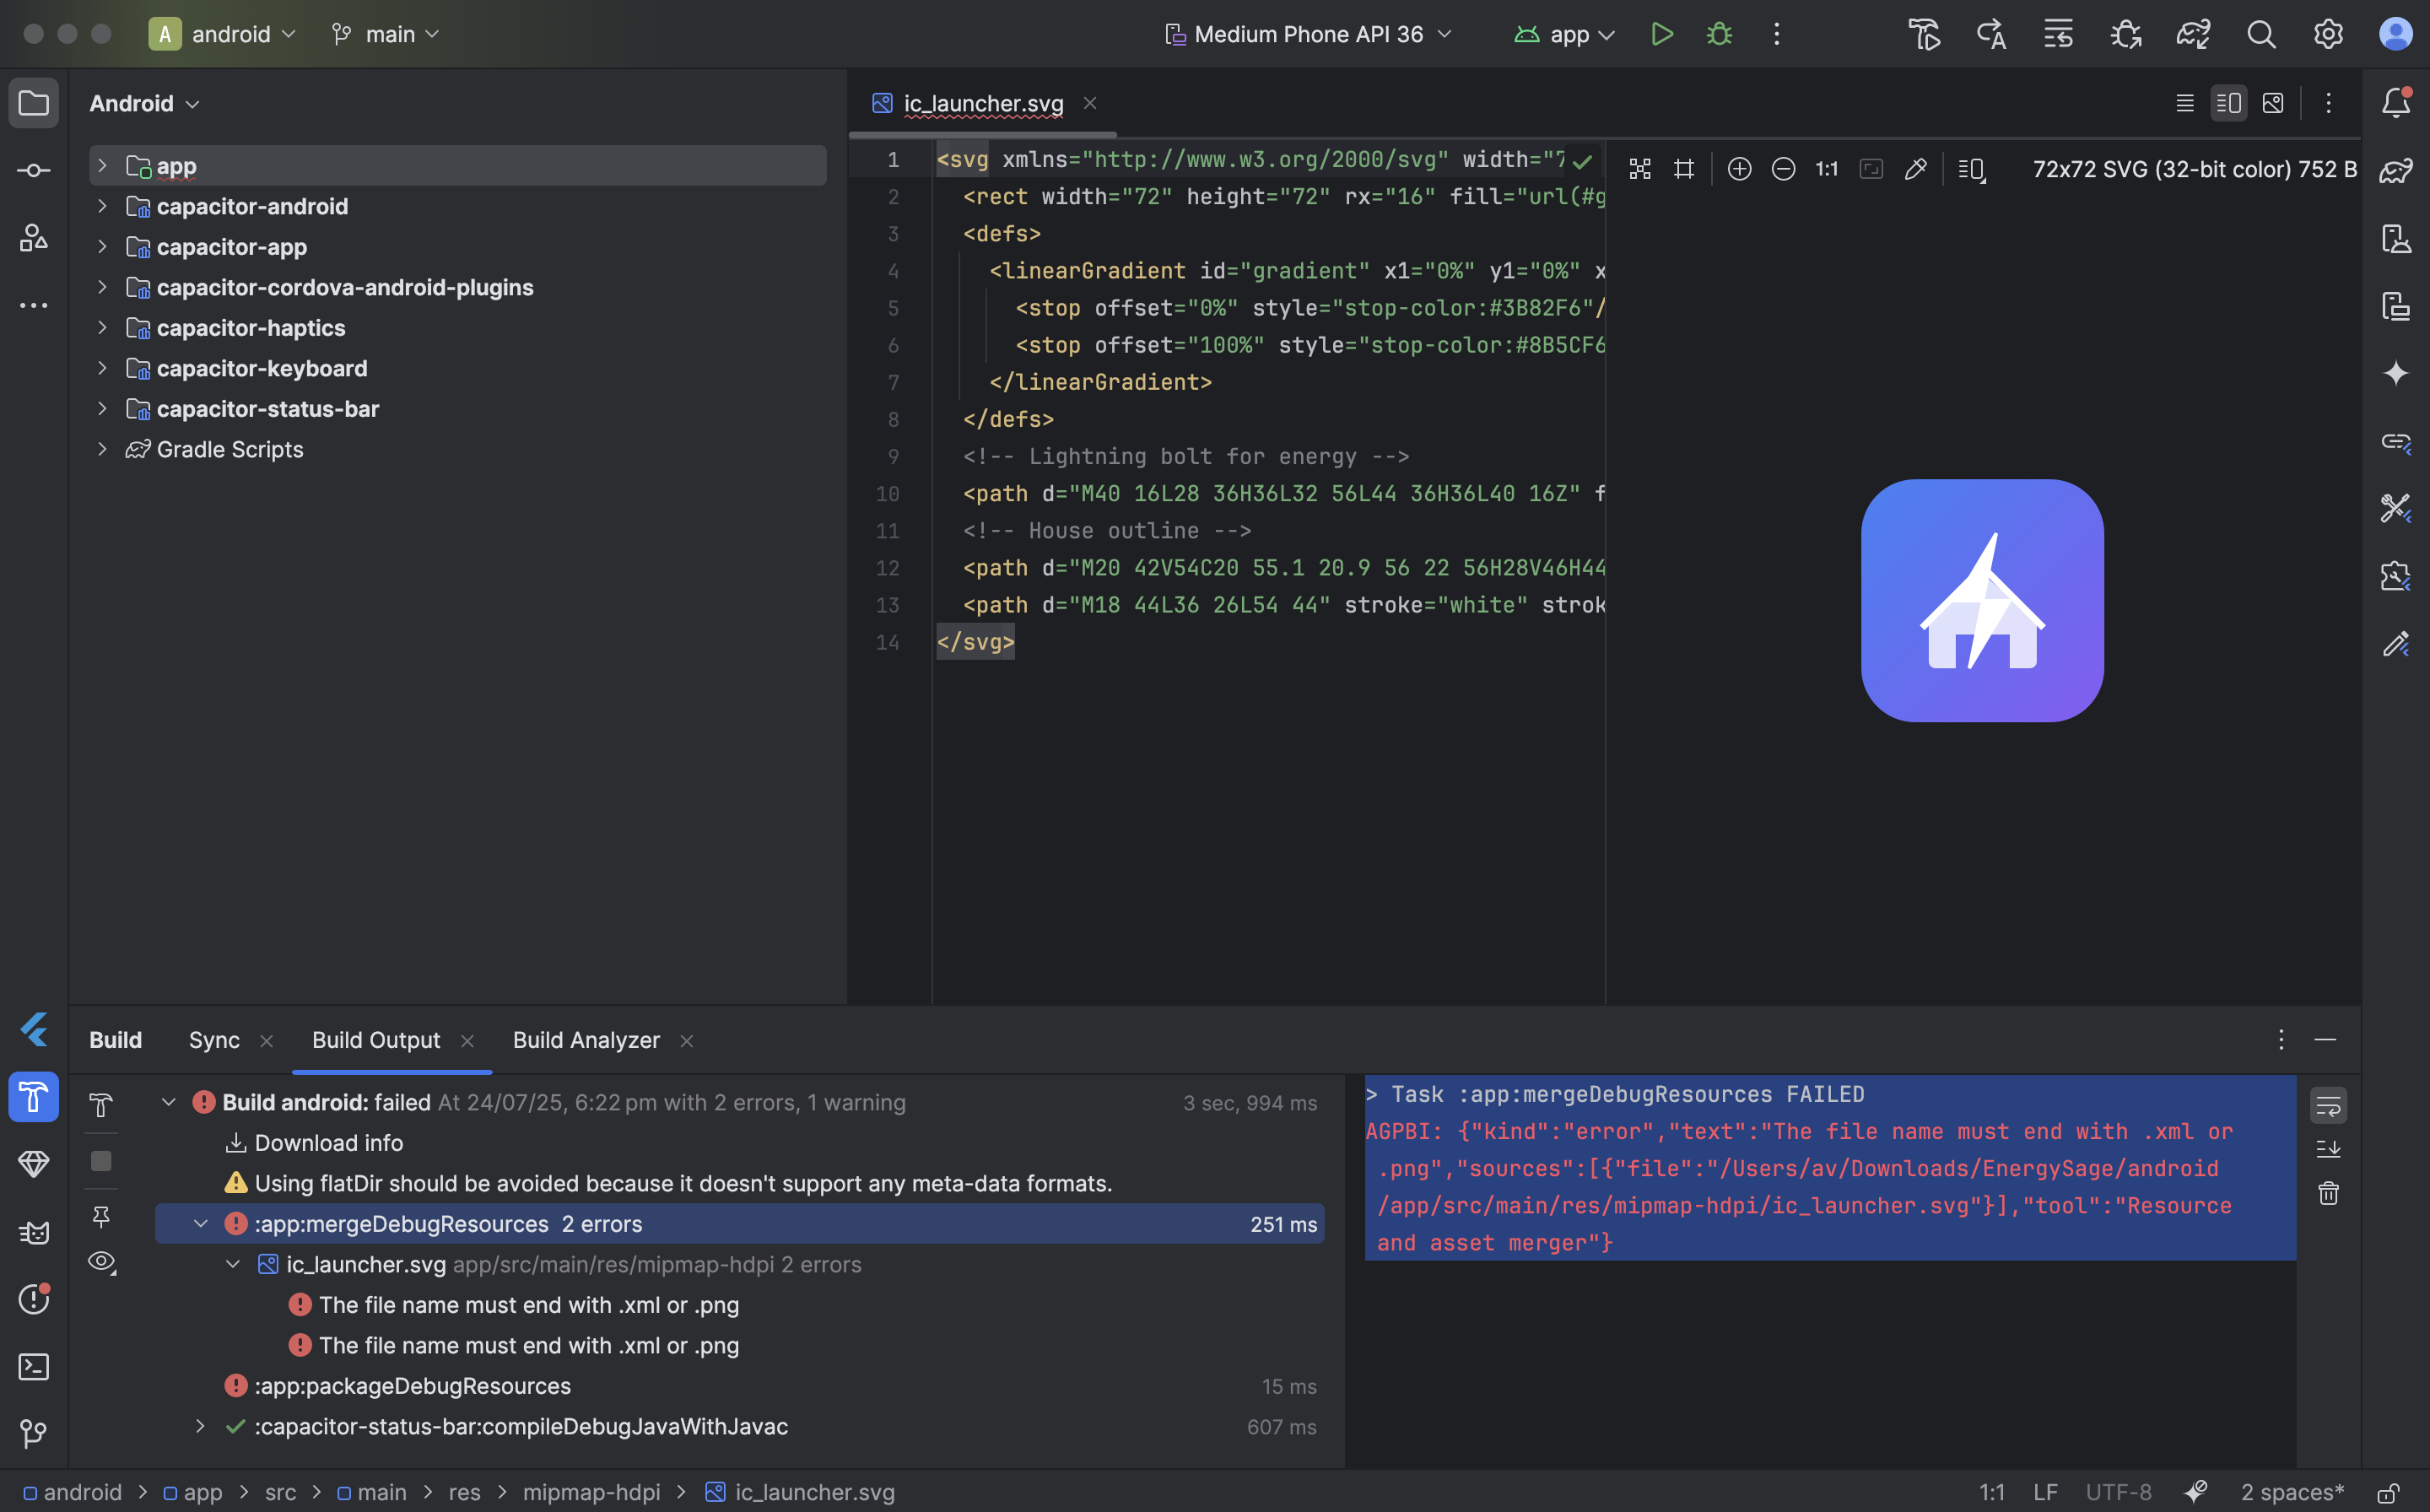 A android main Medium Phone API 36 app
Android
app
capacitor-android
capacitor-app
capacitor-cordova-android-plugins
capacitor-haptics
capacitor-keyboard
capacitor-status-bar
Gradle Scripts
ic_launcher.svg
1 <svg xmlns="http://www.w3.org/2000/svg" width="7
2 <rect width="72" height="72" rx="16" fill="url(#g
3 <defs>
4 <linearGradient id="gradient" x1="0%" y1="0%" x
5 <stop offset="0%" style="stop-color:#3B82F6"/
6 <stop offset="100%" style="stop-color:#8B5CF6
7 </linearGradient>
8 </defs>
9 <!-- Lightning bolt for energy -->
10 <path d="M40 16L28 36H36L32 56L44 36H36L40 16Z" f
11 <!-- House outline -->
12 <path d="M20 42V54C20 55.1 20.9 56 22 56H28V46H44
13 <path d="M18 44L36 26L54 44" stroke="white" strok
14 </svg>
1:1 72x72 SVG (32-bit color) 752 B
Build Sync Build Output Build Analyzer
Build android: failed At 24/07/25, 6:22 pm with 2 errors, 1 warning 3 sec, 994 ms
Download info
Using flatDir should be avoided because it doesn't support any meta-data formats.
:app:mergeDebugResources 2 errors 251 ms
ic_launcher.svg app/src/main/res/mipmap-hdpi 2 errors
The file name must end with .xml or .png
The file name must end with .xml or .png
:app:packageDebugResources 15 ms
:capacitor-status-bar:compileDebugJavaWithJavac 607 ms
> Task :app:mergeDebugResources FAILED
AGPBI: {"kind":"error","text":"The file name must end with .xml or
.png","sources":[{"file":"/Users/av/Downloads/EnergySage/android
/app/src/main/res/mipmap-hdpi/ic_launcher.svg"}],"tool":"Resource
and asset merger"}
android > app > src > main > res > mipmap-hdpi > ic_launcher.svg
1:1 LF UTF-8 2 spaces*